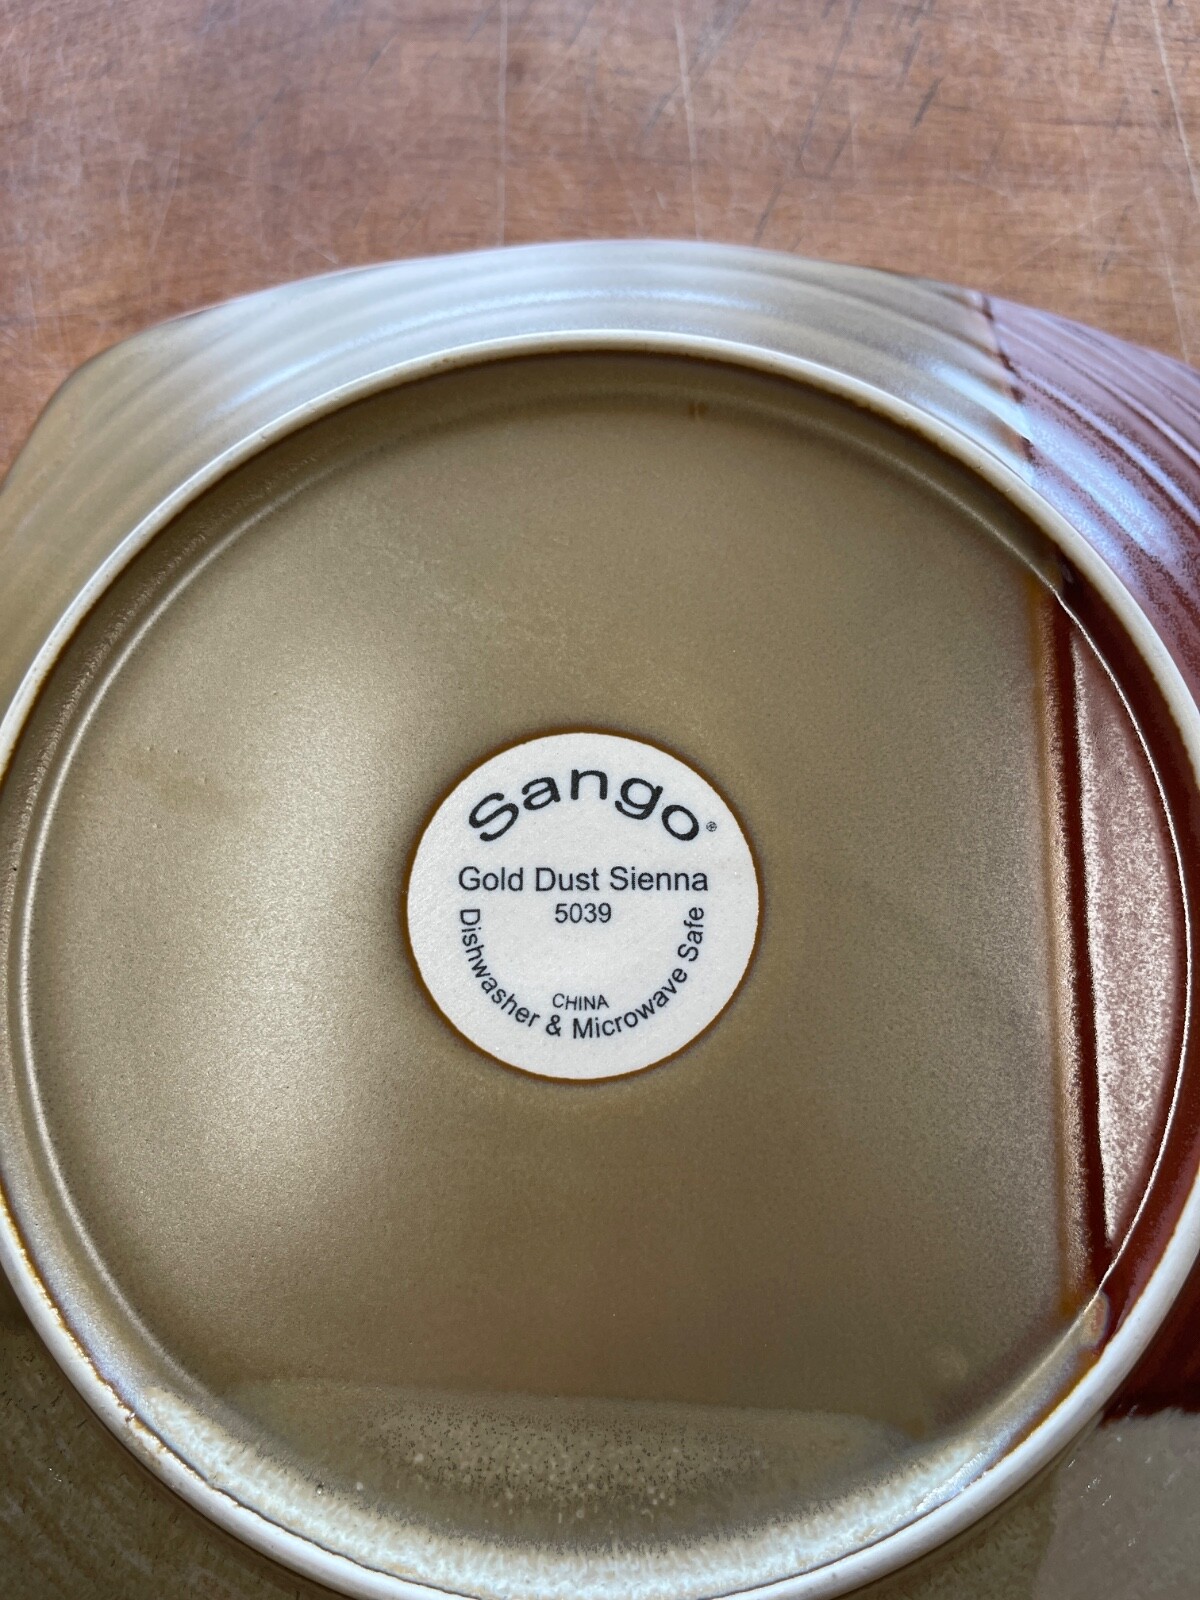 Sango®
Gold Dust Sienna
5039
CHINA
Dishwasher & Microwave Safe